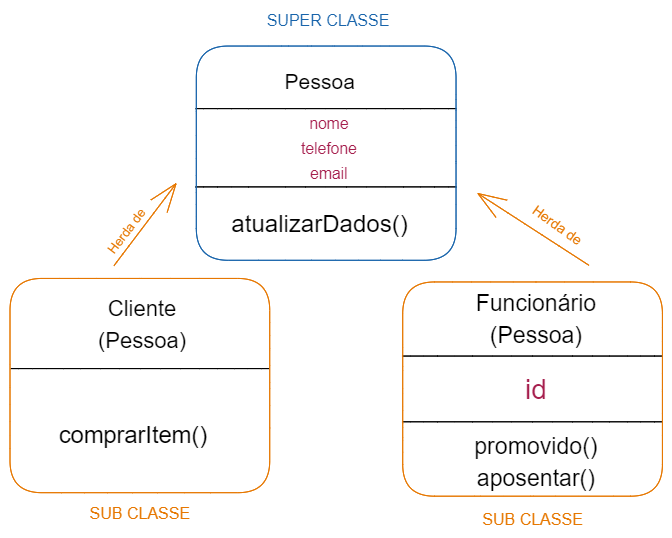 SUPER CLASSE
Pessoa
nome
telefone
email
atualizarDados()
Herda de
Herda de
Cliente
(Pessoa)
comprarItem()
SUB CLASSE
Funcionário
(Pessoa)
id
promovido()
aposentar()
SUB CLASSE